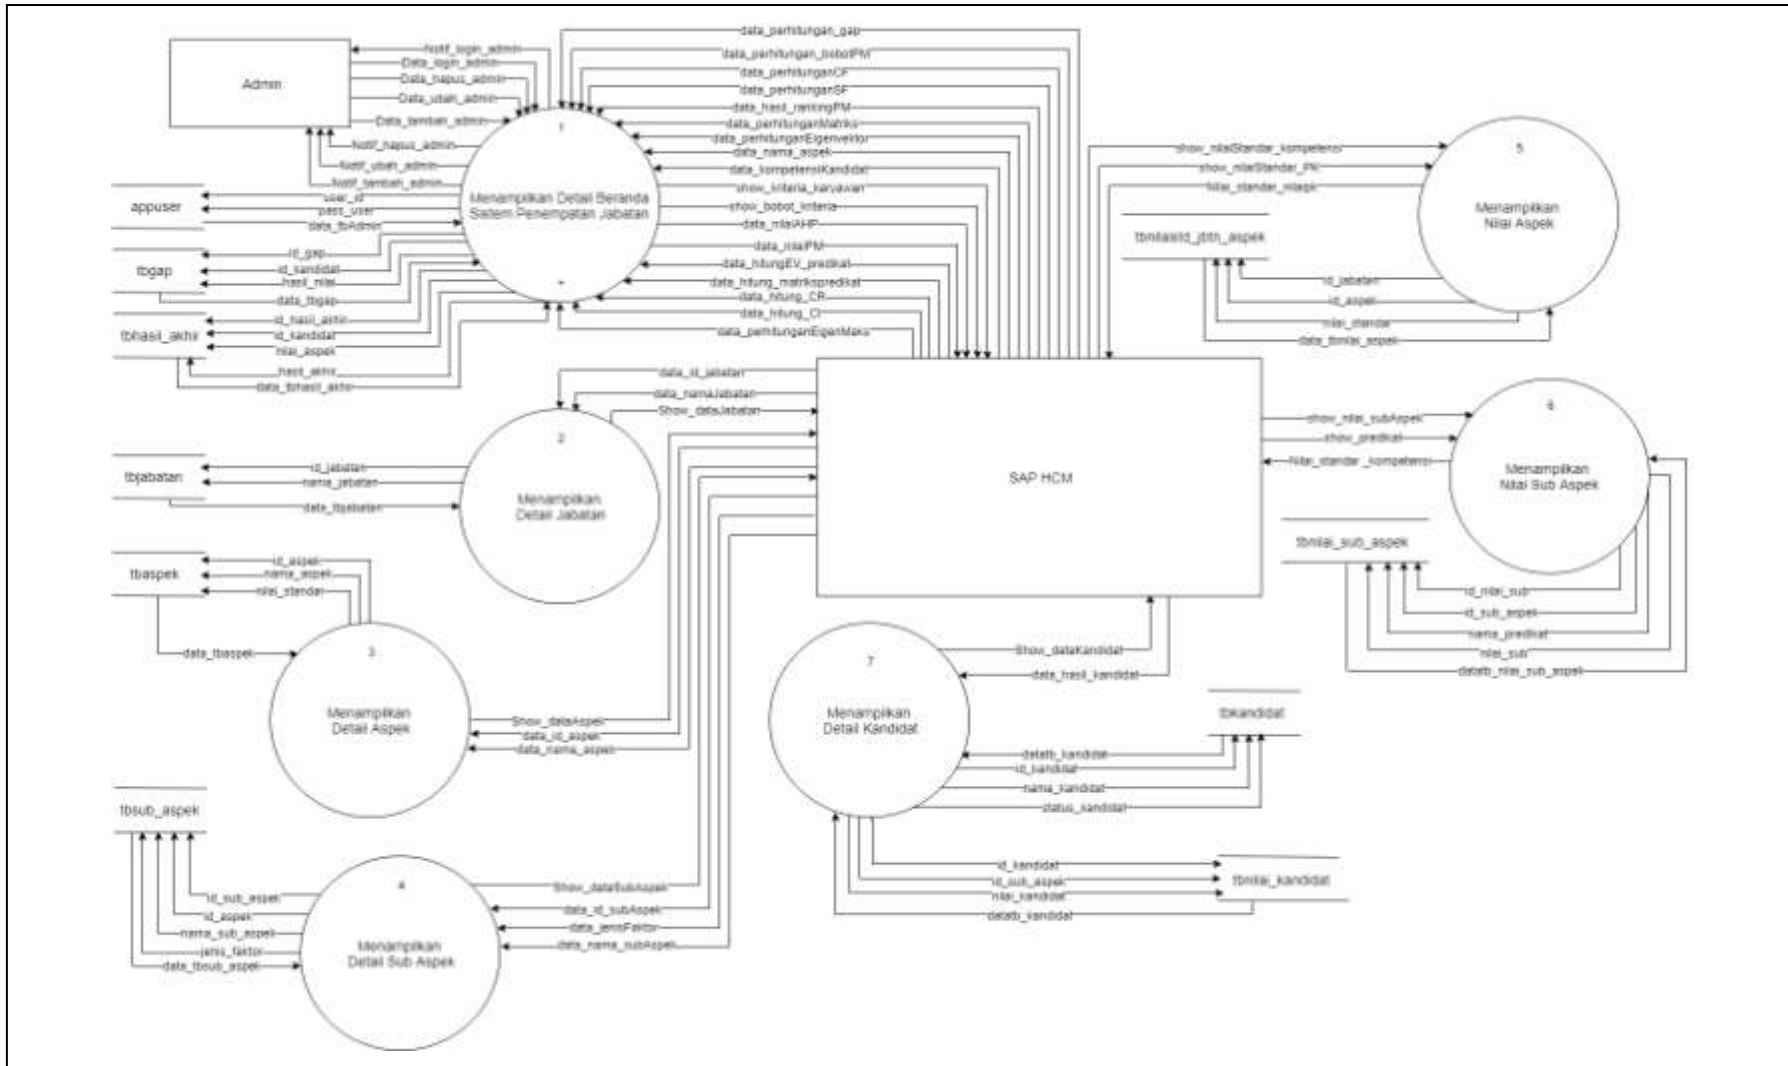 Admin
Notif_login_admin
Data_login_admin
Data_hapus_admin
Data_ubah_admin
Data_tambah_admin
Notif_hapus_admin
Notif_ubah_admin
Notif_tambah_admin
appuser
user_id
pass_user
data_tbAdmin
tbgap
id_gap
id_kandidat
hasil_nilai
data_tbgap
tbhasil_akhir
id_hasil_akhir
id_kandidat
nilai_aspek
hasil_akhir
data_tbhasil_akhir
1
Menampilkan Detail Beranda
Sistem Penempatan Jabatan
data_perhitungan_gap
data_perhitungan_bobotPM
data_perhitunganCF
data_perhitunganSF
data_hasil_rankingPM
data_perhitunganMatriks
data_perhitunganEigenvektor
data_nama_aspek
data_kompetensiKandidat
show_kriteria_karyawan
show_bobot_kriteria
data_nilaiAHP
data_nilaiPM
data_hitungEV_predikat
data_hitung_matrikspredikat
data_hitung_CR
data_hitung_CI
data_perhitunganEigenMaks
show_nilaiStandar_kompetensi
show_nilaiStandar_PK
5
Menampilkan
Nilai Aspek
id_jabatan
id_aspek
nilai_standar
data_tbnilai_aspek
data_id_jabatan
data_namaJabatan
Show_dataJabatan
2
Menampilkan
Detail Jabatan
tbjabatan
id_jabatan
nama_jabatan
data_tbjabatan
SAP HCM
show_nilai_subAspek
show_predikat
Nilai_standar_kompetensi
6
Menampilkan
Nilai Sub Aspek
tbnilai_sub_aspek
id_nilai_sub
id_sub_aspek
nama_predikat
nilai_sub
datatb_nilai_sub_aspek
tbaspek
id_aspek
nama_aspek
nilai_standar
data_tbaspek
3
Menampilkan
Detail Aspek
Show_dataAspek
data_id_aspek
data_nama_aspek
7
Menampilkan
Detail Kandidat
Show_dataKandidat
data_hasil_kandidat
tbkandidat
datatb_kandidat
id_kandidat
nama_kandidat
status_kandidat
tbnilai_kandidat
id_kandidat
id_sub_aspek
nilai_kandidat
datatb_kandidat
tbsub_aspek
id_sub_aspek
id_aspek
nama_sub_aspek
jenis_faktor
data_tbsub_aspek
4
Menampilkan
Detail Sub Aspek
Show_dataSubAspek
data_id_subAspek
data_jenisFaktor
data_nama_subAspek